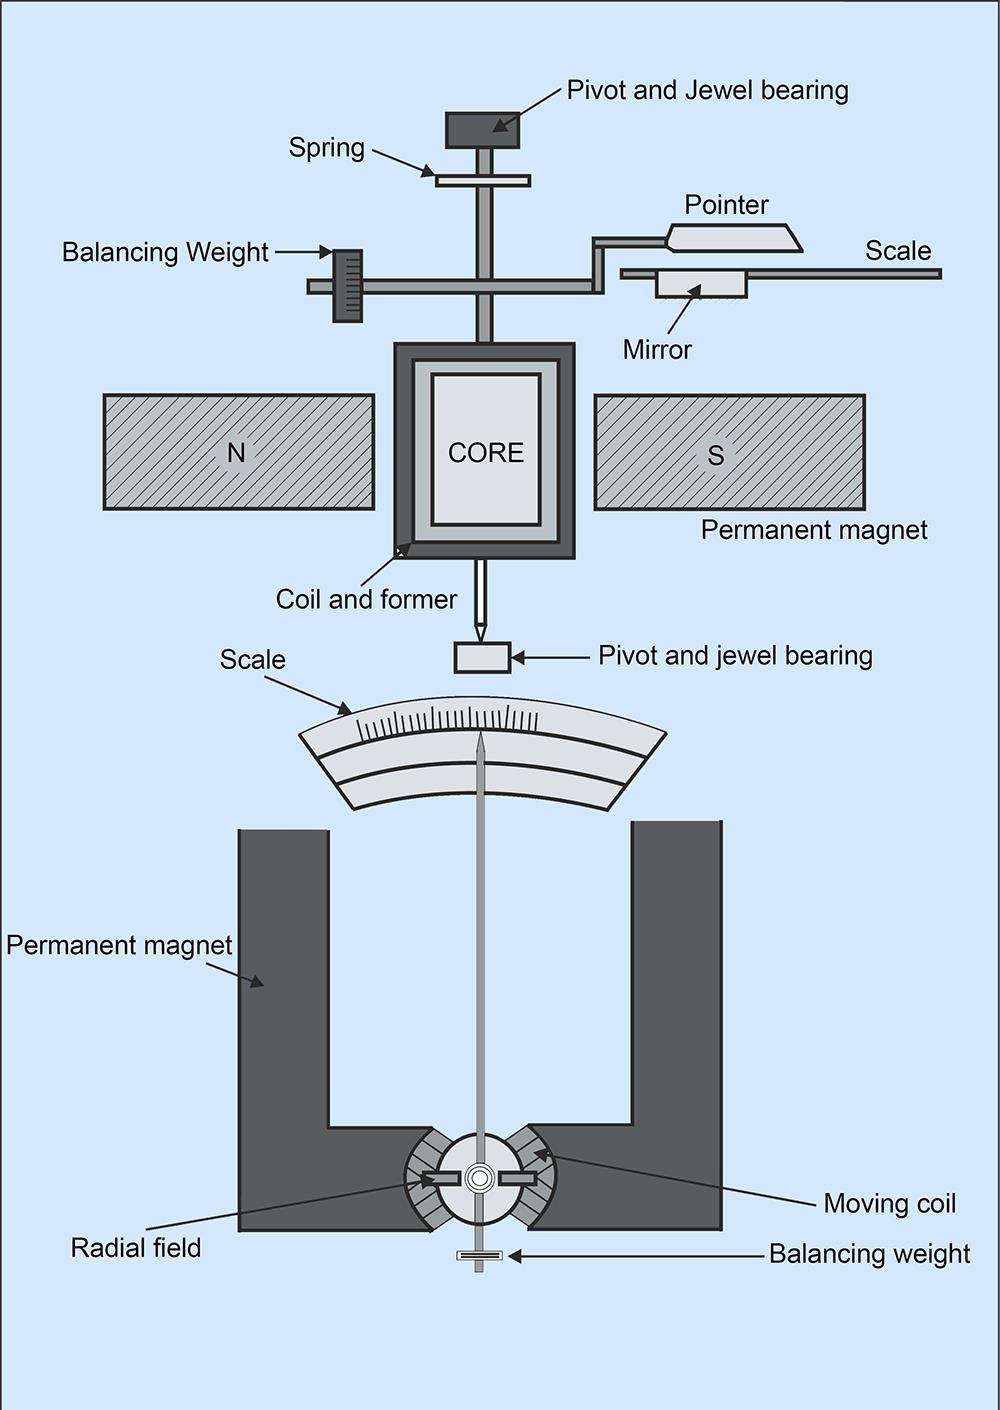 Pivot and Jewel bearing
Spring
Pointer
Balancing Weight
Scale
Mirror
N
CORE
S
Permanent magnet
Coil and former
Pivot and jewel bearing
Scale
Permanent magnet
Moving coil
Radial field
Balancing weight